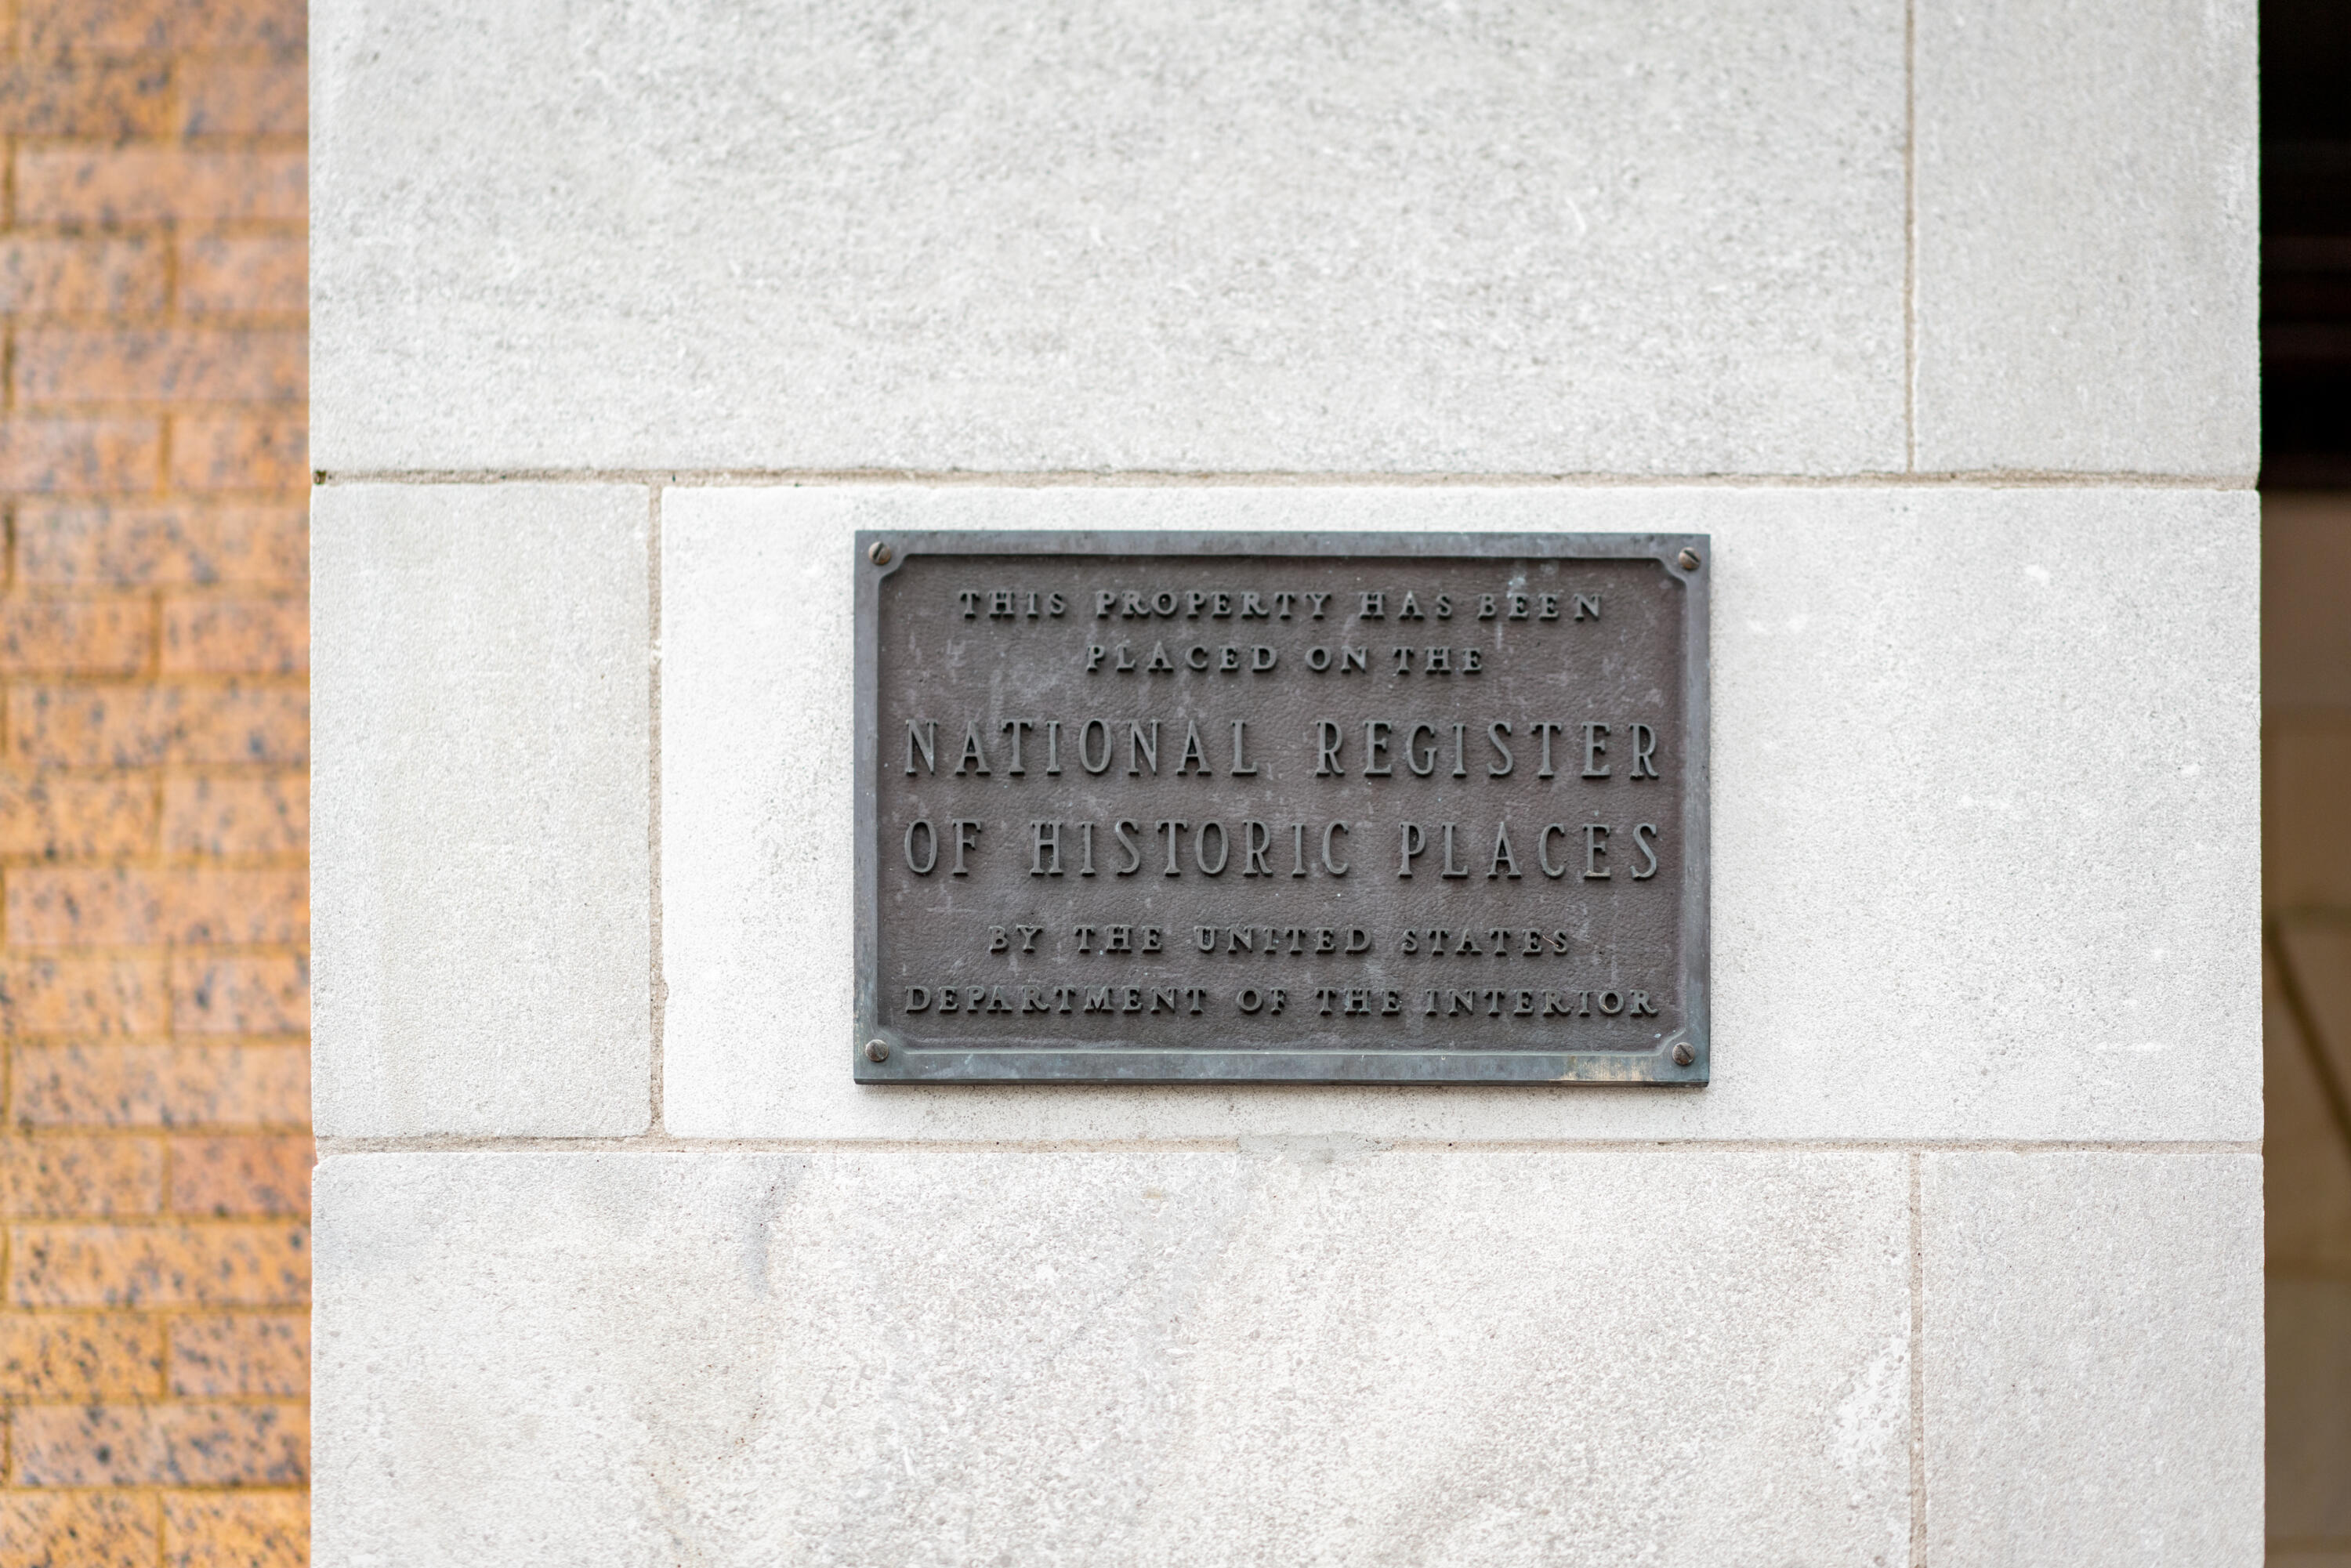 THIS PROPERTY HAS BEEN
PLACED ON THE
NATIONAL REGISTER
OF HISTORIC PLACES
BY THE UNITED STATES
DEPARTMENT OF THE INTERIOR